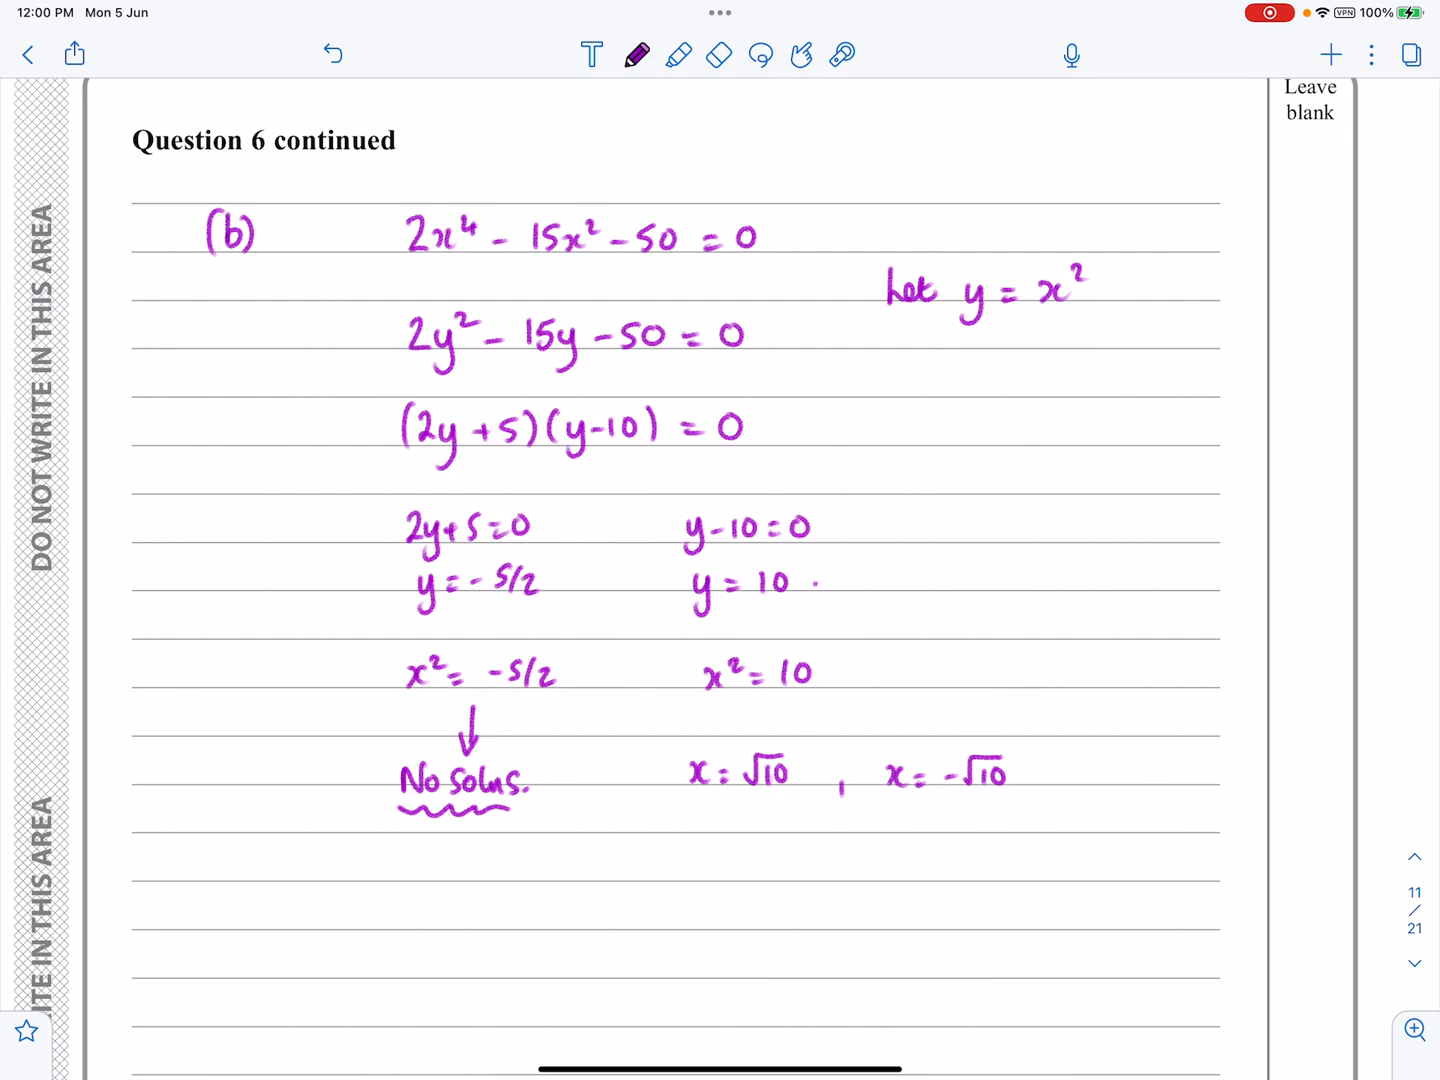 12:00 PM Mon 5 Jun
VPN 100%
T
Leave
blank
Question 6 continued
DO NOT WRITE IN THIS AREA
(b) 2x⁴ - 15x² - 50 = 0
Let y = x²
2y² - 15y - 50 = 0
(2y + 5)(y - 10) = 0
2y + 5 = 0 y - 10 = 0
y = - 5/2 y = 10
x² = - 5/2 x² = 10
No solns. x = √10 , x = -√10
ITE IN THIS AREA
11
/
21